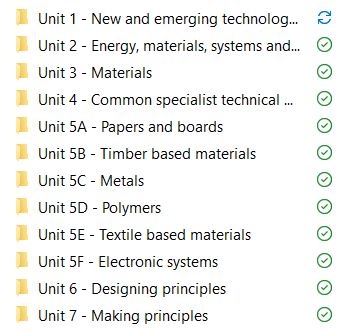 Unit 1 - New and emerging technolog...
Unit 2 - Energy, materials, systems and...
Unit 3 - Materials
Unit 4 - Common specialist technical ...
Unit 5A - Papers and boards
Unit 5B - Timber based materials
Unit 5C - Metals
Unit 5D - Polymers
Unit 5E - Textile based materials
Unit 5F - Electronic systems
Unit 6 - Designing principles
Unit 7 - Making principles